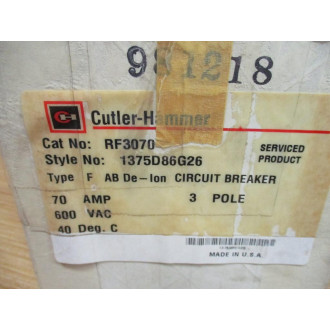 981218
Cutler-Hammer
Cat No: RF3070
SERVICED
Style No: 1375D86G26
PRODUCT
Type F AB De-Ion CIRCUIT BREAKER
70 AMP 3 POLE
600 VAC
40 Deg. C
MADE IN U.S.A.